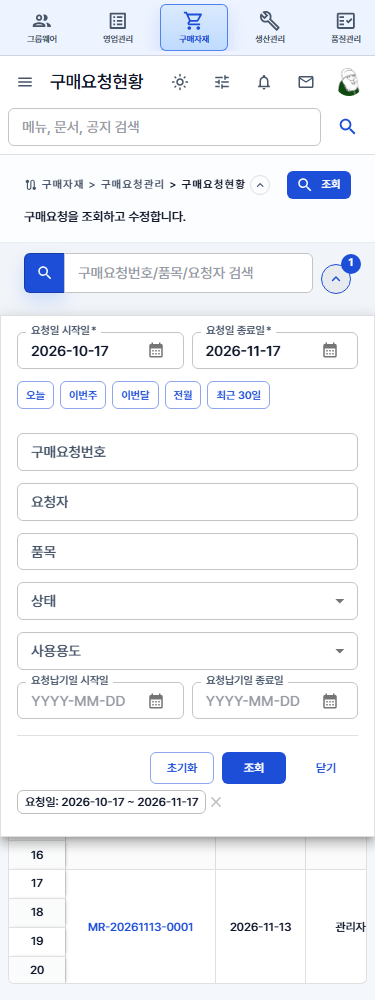 그룹웨어 영업관리 구매자재 생산관리 품질관리
구매요청현황
메뉴, 문서, 공지 검색
구매자재 > 구매요청관리 > 구매요청현황 조회
구매요청을 조회하고 수정합니다.
구매요청번호/품목/요청자 검색 1
요청일 시작일* 요청일 종료일*
2026-10-17 2026-11-17
오늘 이번주 이번달 전월 최근 30일
구매요청번호
요청자
품목
상태
사용용도
요청납기일 시작일 요청납기일 종료일
YYYY-MM-DD YYYY-MM-DD
초기화 조회 닫기
요청일: 2026-10-17 ~ 2026-11-17
16
17
18
MR-20261113-0001 2026-11-13 관리자
19
20